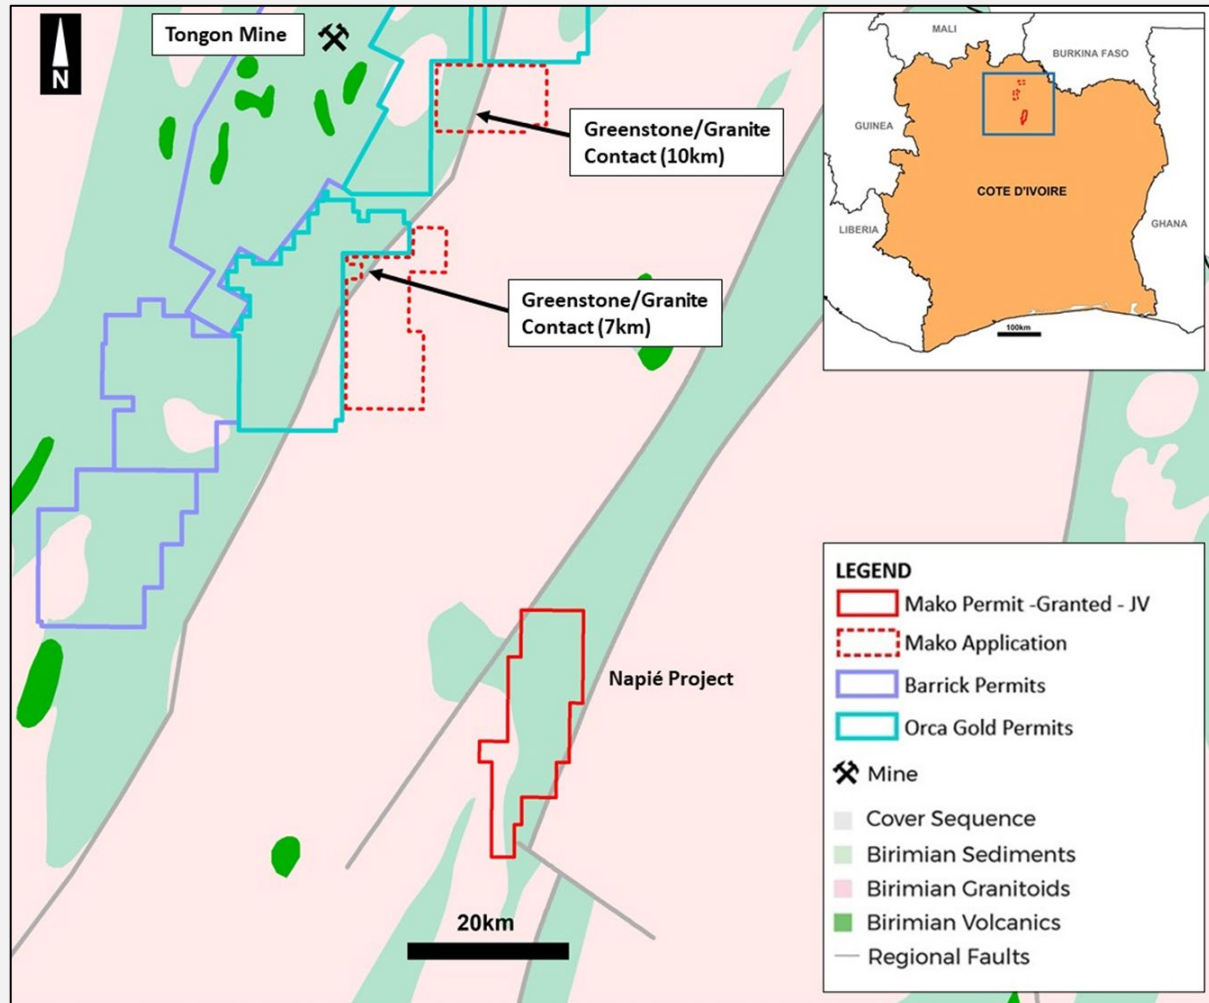 N
Tongon Mine
Greenstone/Granite
Contact (10km)
Greenstone/Granite
Contact (7km)
Napié Project
20km
MALI
BURKINA FASO
GUINEA
COTE D'IVOIRE
LIBERIA
GHANA
100km
LEGEND
Mako Permit -Granted - JV
Mako Application
Barrick Permits
Orca Gold Permits
Mine
Cover Sequence
Birimian Sediments
Birimian Granitoids
Birimian Volcanics
Regional Faults